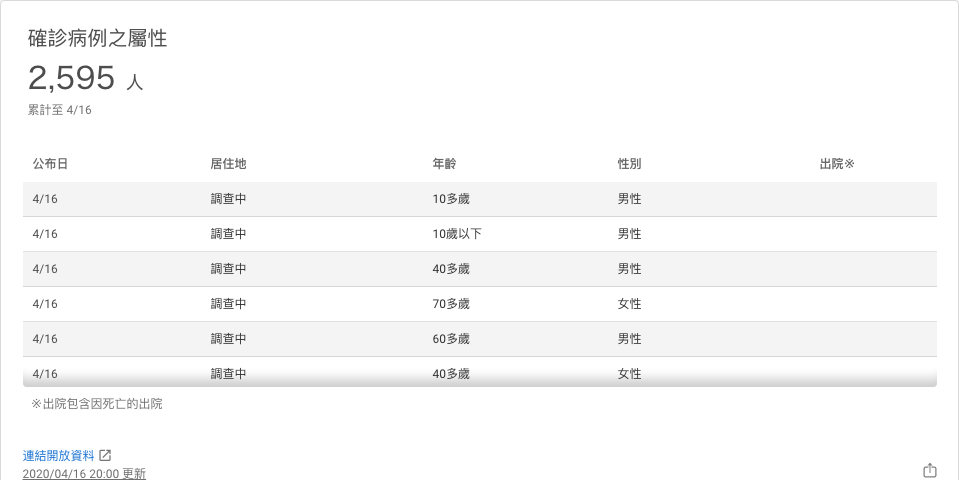 確診病例之屬性
2,595 人
累計至 4/16
公布日 居住地 年齡 性別 出院※
4/16 調查中 10多歲 男性
4/16 調查中 10歲以下 男性
4/16 調查中 40多歲 男性
4/16 調查中 70多歲 女性
4/16 調查中 60多歲 男性
4/16 調查中 40多歲 女性
※出院包含因死亡的出院
連結開放資料
2020/04/16 20:00 更新